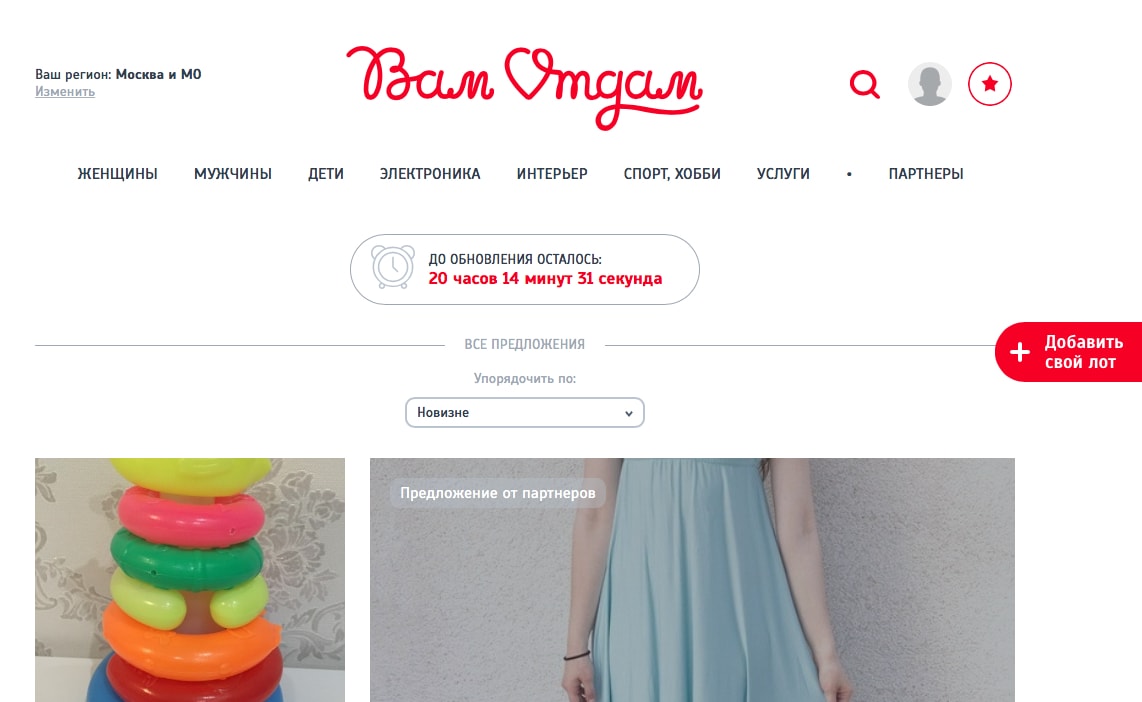 Ваш регион: Москва и МО
Изменить
Вам Отдам
ЖЕНЩИНЫ МУЖЧИНЫ ДЕТИ ЭЛЕКТРОНИКА ИНТЕРЬЕР СПОРТ, ХОББИ УСЛУГИ • ПАРТНЕРЫ
ДО ОБНОВЛЕНИЯ ОСТАЛОСЬ:
20 часов 14 минут 31 секунда
ВСЕ ПРЕДЛОЖЕНИЯ
Добавить
свой лот
Упорядочить по:
Новизне
Предложение от партнеров